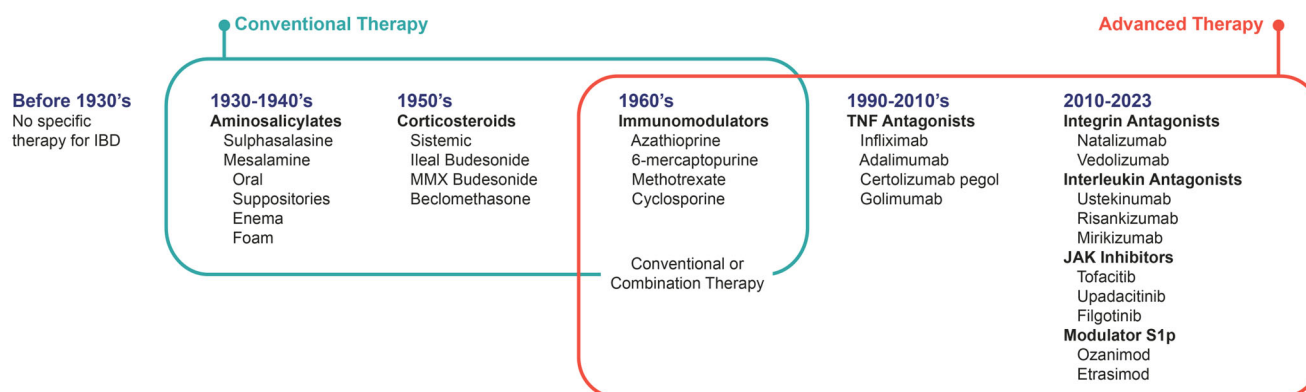 Conventional Therapy
Advanced Therapy
Before 1930's
No specific
therapy for IBD
1930-1940's
Aminosalicylates
Sulphasalasine
Mesalamine
Oral
Suppositories
Enema
Foam
1950's
Corticosteroids
Sistemic
Ileal Budesonide
MMX Budesonide
Beclomethasone
1960's
Immunomodulators
Azathioprine
6-mercaptopurine
Methotrexate
Cyclosporine
Conventional or
Combination Therapy
1990-2010's
TNF Antagonists
Infliximab
Adalimumab
Certolizumab pegol
Golimumab
2010-2023
Integrin Antagonists
Natalizumab
Vedolizumab
Interleukin Antagonists
Ustekinumab
Risankizumab
Mirikizumab
JAK Inhibitors
Tofacitib
Upadacitinib
Filgotinib
Modulator S1p
Ozanimod
Etrasimod